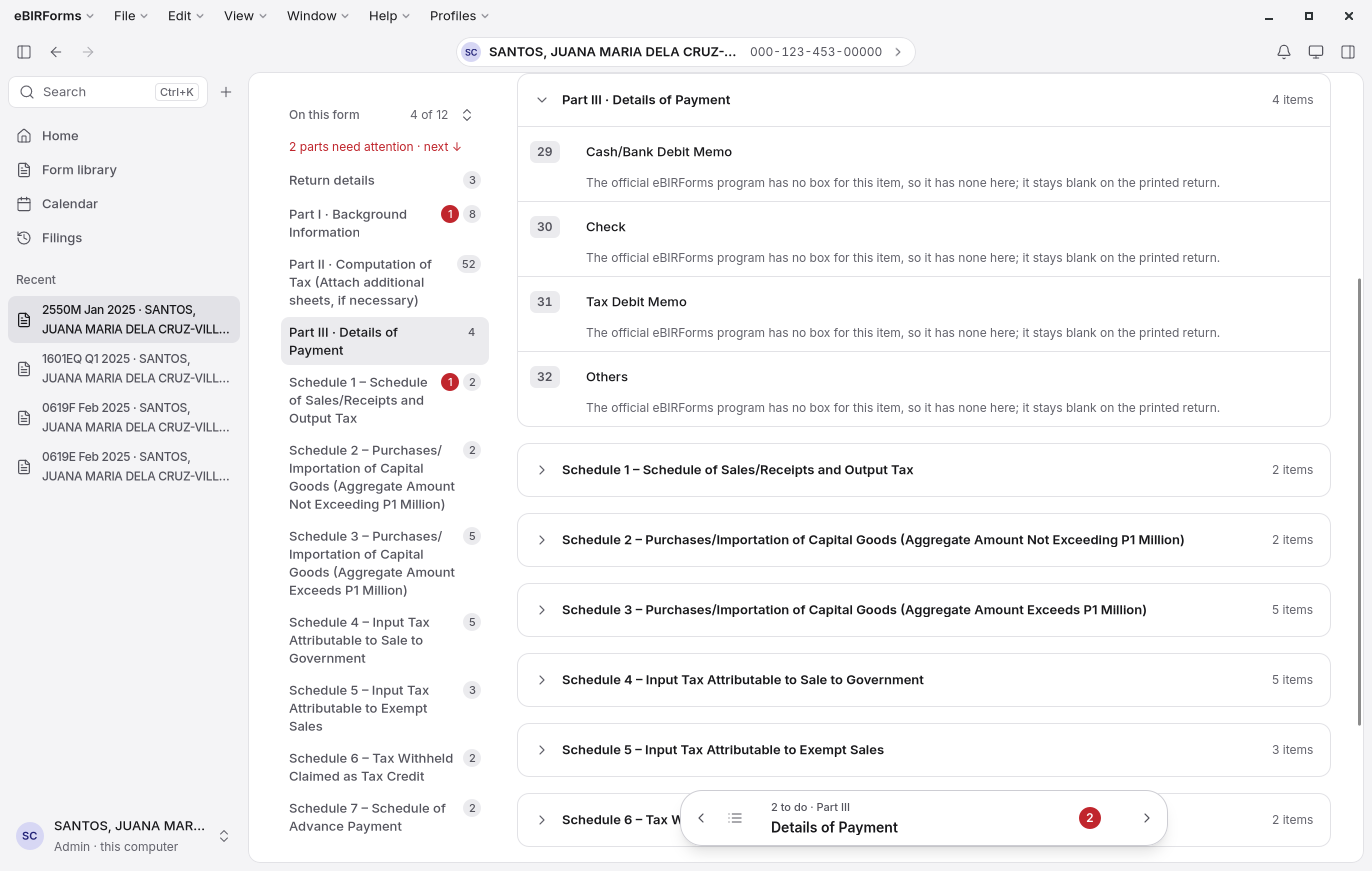 eBIRForms File Edit View Window Help Profiles
SC SANTOS, JUANA MARIA DELA CRUZ-... 000-123-453-00000
Search Ctrl+K
Home
Form library
Calendar
Filings
Recent
2550M Jan 2025 · SANTOS,
JUANA MARIA DELA CRUZ-VILL...
1601EQ Q1 2025 · SANTOS,
JUANA MARIA DELA CRUZ-VILL...
0619F Feb 2025 · SANTOS,
JUANA MARIA DELA CRUZ-VILL...
0619E Feb 2025 · SANTOS,
JUANA MARIA DELA CRUZ-VILL...
SC SANTOS, JUANA MAR...
Admin · this computer
On this form 4 of 12
2 parts need attention · next ↓
Return details 3
Part I · Background 1 8
Information
Part II · Computation of 52
Tax (Attach additional
sheets, if necessary)
Part III · Details of 4
Payment
Schedule 1 – Schedule 1 2
of Sales/Receipts and
Output Tax
Schedule 2 – Purchases/ 2
Importation of Capital
Goods (Aggregate Amount
Not Exceeding P1 Million)
Schedule 3 – Purchases/ 5
Importation of Capital
Goods (Aggregate Amount
Exceeds P1 Million)
Schedule 4 – Input Tax 5
Attributable to Sale to
Government
Schedule 5 – Input Tax 3
Attributable to Exempt
Sales
Schedule 6 – Tax Withheld 2
Claimed as Tax Credit
Schedule 7 – Schedule of 2
Advance Payment
Part III · Details of Payment 4 items
29 Cash/Bank Debit Memo
The official eBIRForms program has no box for this item, so it has none here; it stays blank on the printed return.
30 Check
The official eBIRForms program has no box for this item, so it has none here; it stays blank on the printed return.
31 Tax Debit Memo
The official eBIRForms program has no box for this item, so it has none here; it stays blank on the printed return.
32 Others
The official eBIRForms program has no box for this item, so it has none here; it stays blank on the printed return.
Schedule 1 – Schedule of Sales/Receipts and Output Tax 2 items
Schedule 2 – Purchases/Importation of Capital Goods (Aggregate Amount Not Exceeding P1 Million) 2 items
Schedule 3 – Purchases/Importation of Capital Goods (Aggregate Amount Exceeds P1 Million) 5 items
Schedule 4 – Input Tax Attributable to Sale to Government 5 items
Schedule 5 – Input Tax Attributable to Exempt Sales 3 items
Schedule 6 – Tax 2 items
2 to do · Part III
Details of Payment 2